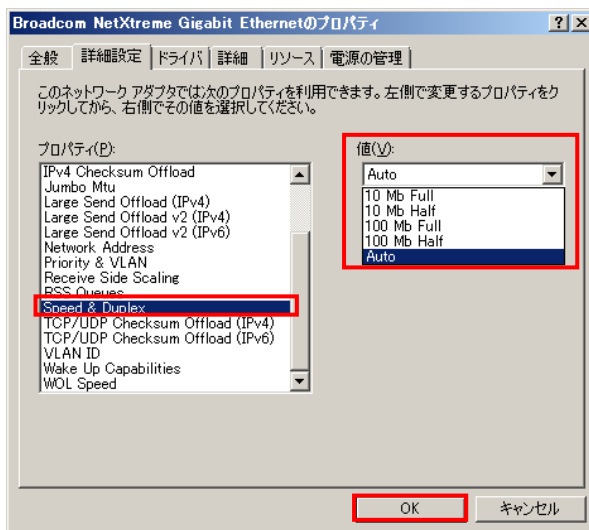 Broadcom NetXtreme Gigabit Ethernetのプロパティ
全般 詳細設定 ドライバ 詳細 リソース 電源の管理
このネットワーク アダプタでは次のプロパティを利用できます。左側で変更するプロパティをク
リックしてから、右側でその値を選択してください。
プロパティ(P):
IPv4 Checksum Offload
Jumbo Mtu
Large Send Offload (IPv4)
Large Send Offload v2 (IPv4)
Large Send Offload v2 (IPv6)
Network Address
Priority & VLAN
Receive Side Scaling
RSS Queues
Speed & Duplex
TCP/UDP Checksum Offload (IPv4)
TCP/UDP Checksum Offload (IPv6)
VLAN ID
Wake Up Capabilities
WOL Speed
値(V):
Auto
10 Mb Full
10 Mb Half
100 Mb Full
100 Mb Half
Auto
OK キャンセル